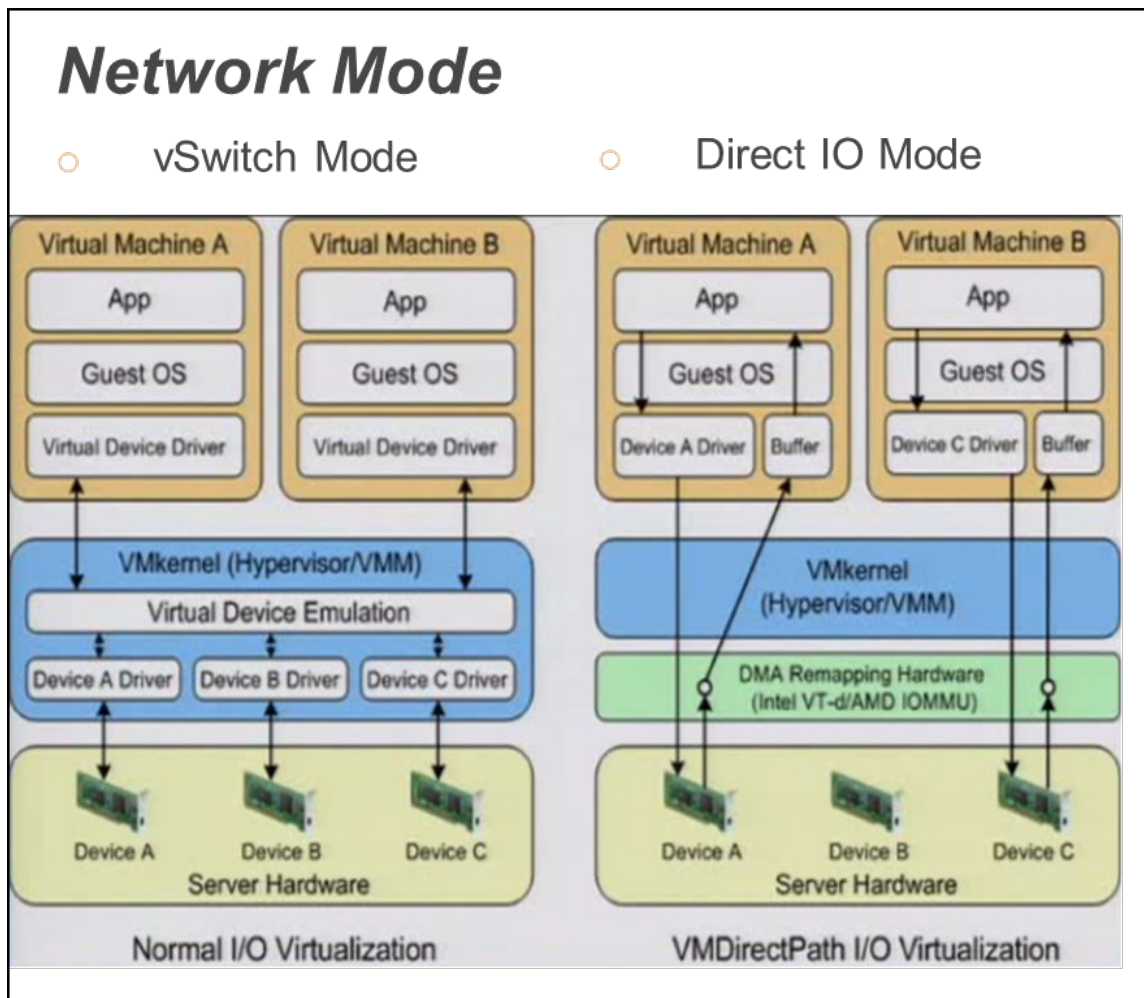 Network Mode
vSwitch Mode
Direct IO Mode
Virtual Machine A
App
Guest OS
Virtual Device Driver
Virtual Machine B
App
Guest OS
Virtual Device Driver
VMkernel (Hypervisor/VMM)
Virtual Device Emulation
Device A Driver
Device B Driver
Device C Driver
Device A
Device B
Device C
Server Hardware
Normal I/O Virtualization
Virtual Machine A
App
Guest OS
Device A Driver
Buffer
Virtual Machine B
App
Guest OS
Device C Driver
Buffer
VMkernel
(Hypervisor/VMM)
DMA Remapping Hardware
(Intel VT-d/AMD IOMMU)
Device A
Device B
Device C
Server Hardware
VMDirectPath I/O Virtualization